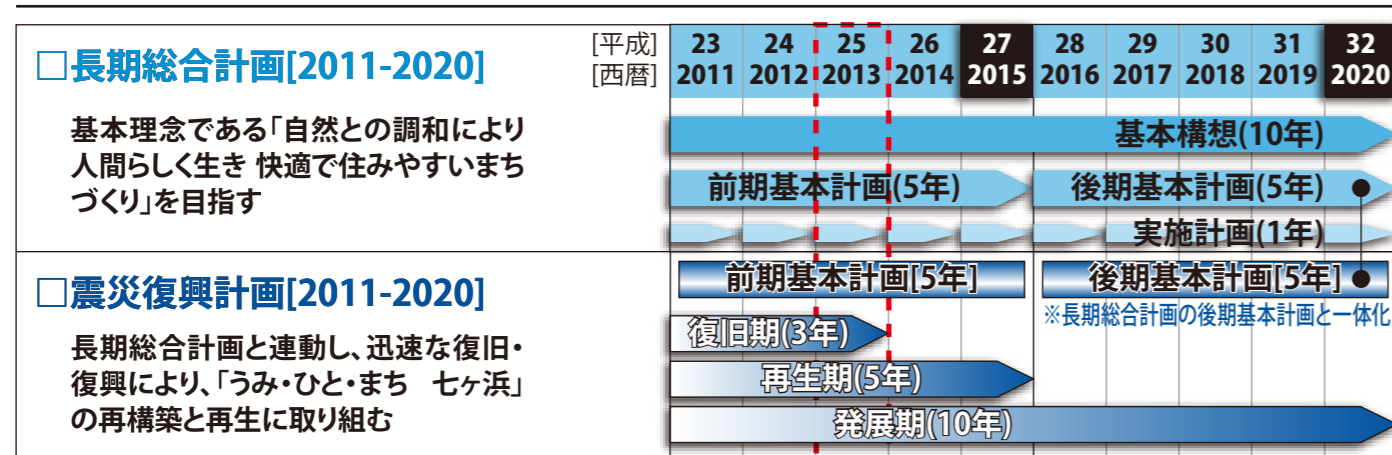 □長期総合計画[2011-2020]
基本理念である「自然との調和により
人間らしく生き 快適で住みやすいまち
づくり」を目指す
[平成] 23 24 25 26 27 28 29 30 31 32
[西暦] 2011 2012 2013 2014 2015 2016 2017 2018 2019 2020
基本構想(10年)
前期基本計画(5年) 後期基本計画(5年)
実施計画(1年)
□震災復興計画[2011-2020]
長期総合計画と連動し、迅速な復旧・
復興により、「うみ・ひと・まち 七ヶ浜」
の再構築と再生に取り組む
前期基本計画[5年] 後期基本計画[5年]
※長期総合計画の後期基本計画と一体化
復旧期(3年)
再生期(5年)
発展期(10年)